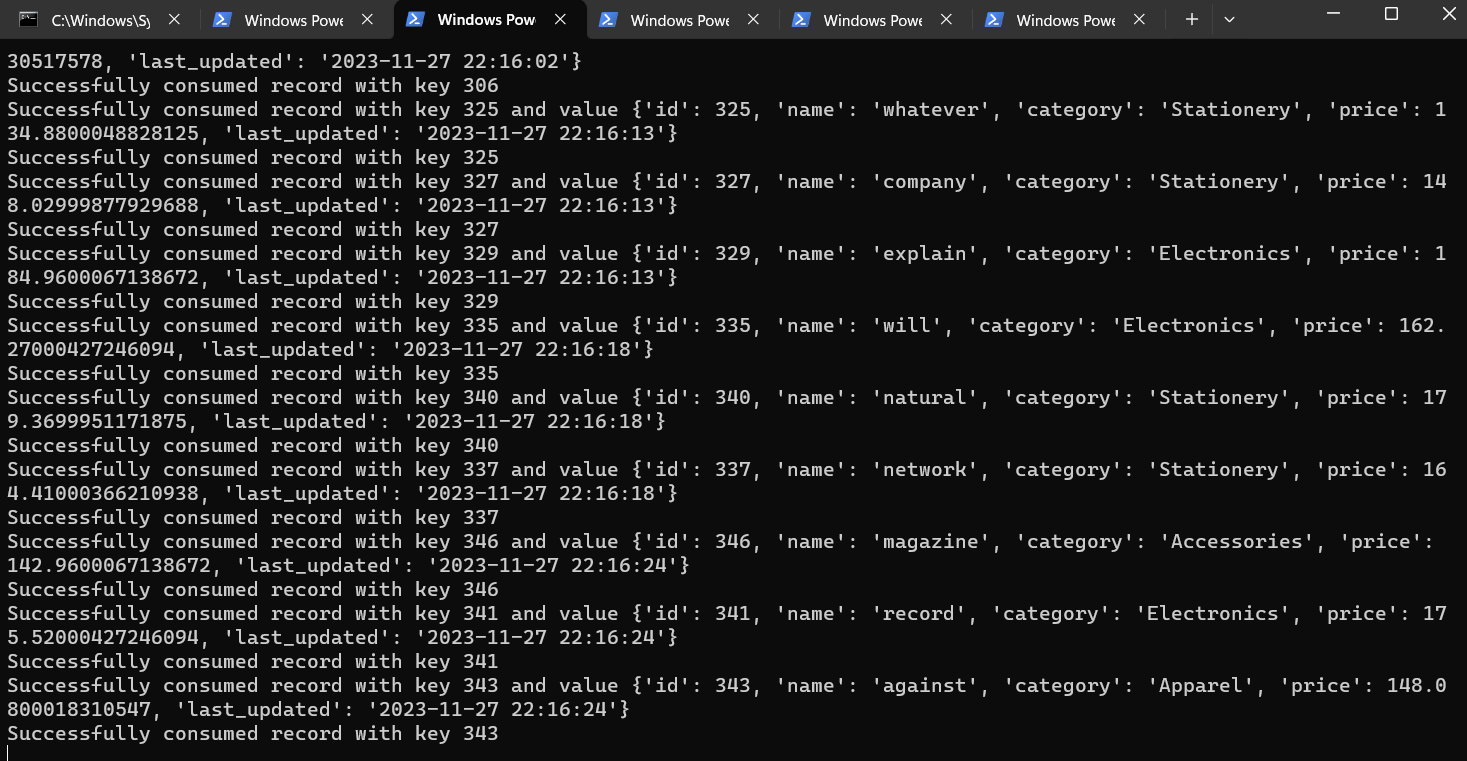 C:\Windows\Sy
Windows Powe
Windows Powe
Windows Powe
Windows Powe
Windows Powe
30517578, 'last_updated': '2023-11-27 22:16:02'}
Successfully consumed record with key 306
Successfully consumed record with key 325 and value {'id': 325, 'name': 'whatever', 'category': 'Stationery', 'price': 1
34.8800048828125, 'last_updated': '2023-11-27 22:16:13'}
Successfully consumed record with key 325
Successfully consumed record with key 327 and value {'id': 327, 'name': 'company', 'category': 'Stationery', 'price': 14
8.02999877929688, 'last_updated': '2023-11-27 22:16:13'}
Successfully consumed record with key 327
Successfully consumed record with key 329 and value {'id': 329, 'name': 'explain', 'category': 'Electronics', 'price': 1
84.9600067138672, 'last_updated': '2023-11-27 22:16:13'}
Successfully consumed record with key 329
Successfully consumed record with key 335 and value {'id': 335, 'name': 'will', 'category': 'Electronics', 'price': 162.
27000427246094, 'last_updated': '2023-11-27 22:16:18'}
Successfully consumed record with key 335
Successfully consumed record with key 340 and value {'id': 340, 'name': 'natural', 'category': 'Stationery', 'price': 17
9.3699951171875, 'last_updated': '2023-11-27 22:16:18'}
Successfully consumed record with key 340
Successfully consumed record with key 337 and value {'id': 337, 'name': 'network', 'category': 'Stationery', 'price': 16
4.41000366210938, 'last_updated': '2023-11-27 22:16:18'}
Successfully consumed record with key 337
Successfully consumed record with key 346 and value {'id': 346, 'name': 'magazine', 'category': 'Accessories', 'price':
142.9600067138672, 'last_updated': '2023-11-27 22:16:24'}
Successfully consumed record with key 346
Successfully consumed record with key 341 and value {'id': 341, 'name': 'record', 'category': 'Electronics', 'price': 17
5.52000427246094, 'last_updated': '2023-11-27 22:16:24'}
Successfully consumed record with key 341
Successfully consumed record with key 343 and value {'id': 343, 'name': 'against', 'category': 'Apparel', 'price': 148.0
800018310547, 'last_updated': '2023-11-27 22:16:24'}
Successfully consumed record with key 343